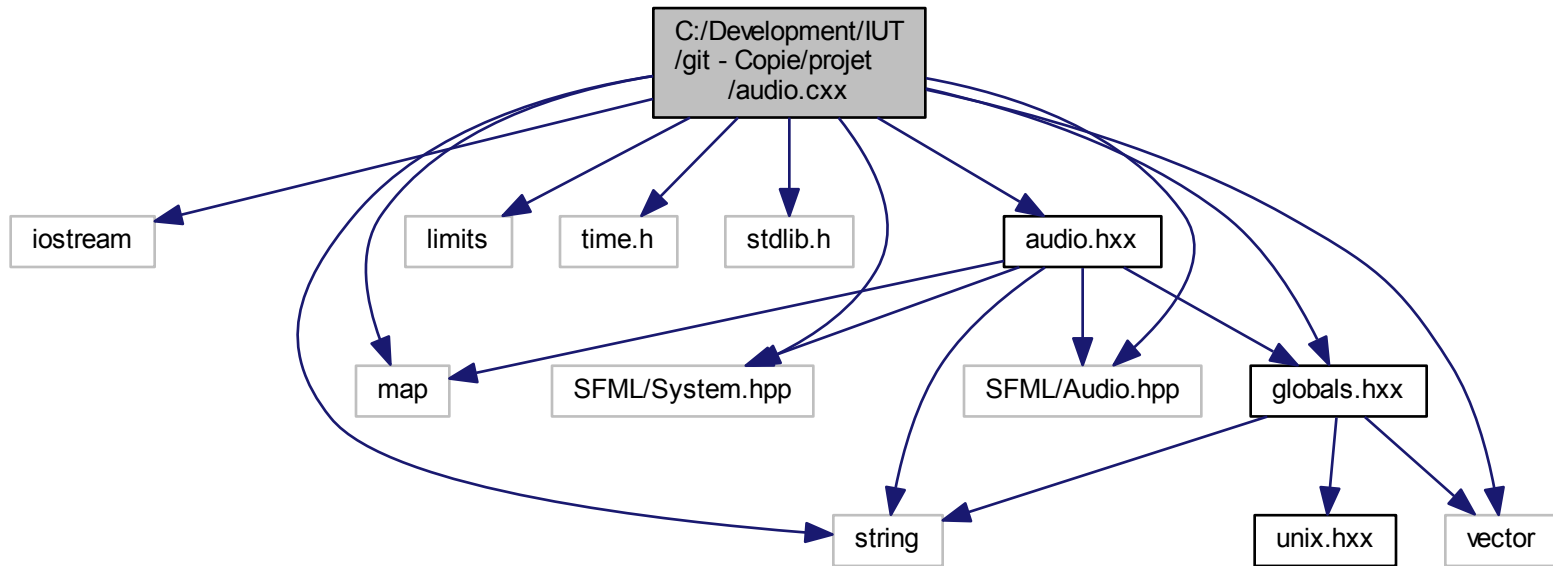 C:/Development/IUT
/git - Copie/projet
/audio.cxx
iostream
limits
time.h
stdlib.h
audio.hxx
map
SFML/System.hpp
SFML/Audio.hpp
globals.hxx
string
unix.hxx
vector